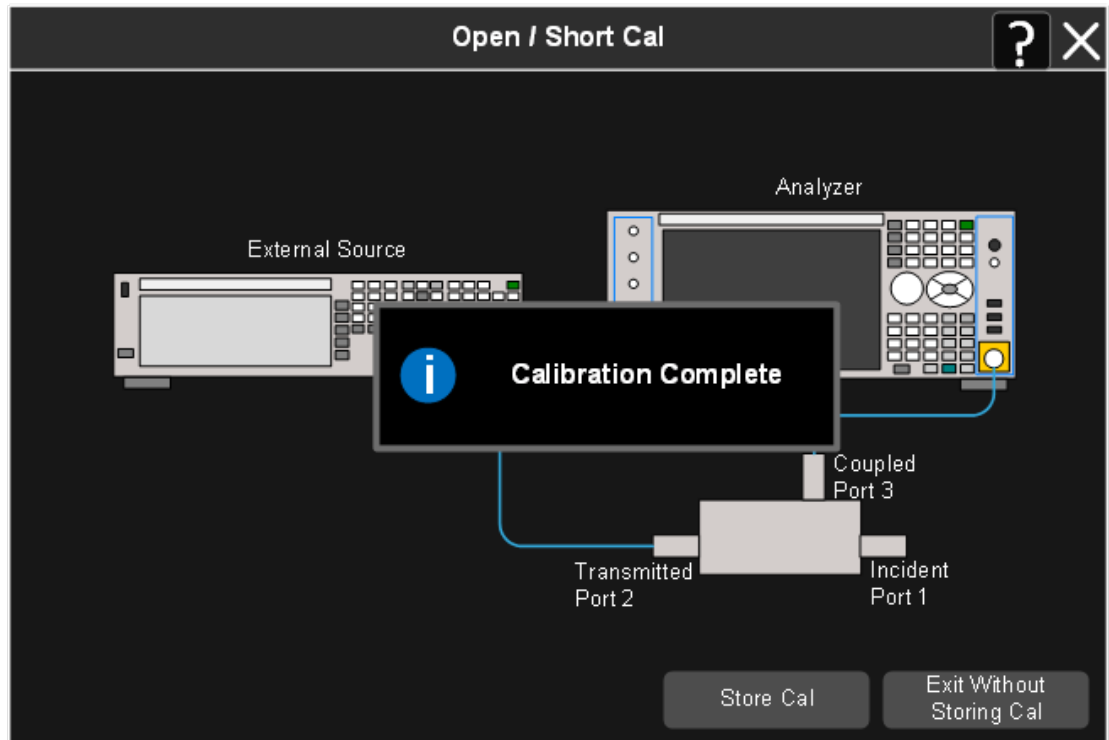 Open / Short Cal
?
Analyzer
External Source
i
Calibration Complete
Coupled
Port 3
Transmitted
Port 2
Incident
Port 1
Store Cal
Exit Without
Storing Cal